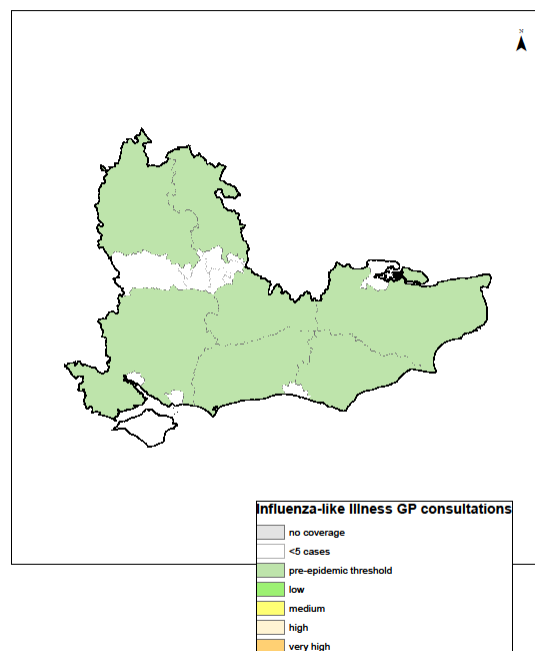 N
Influenza-like Illness GP consultations
no coverage
<5 cases
pre-epidemic threshold
low
medium
high
very high